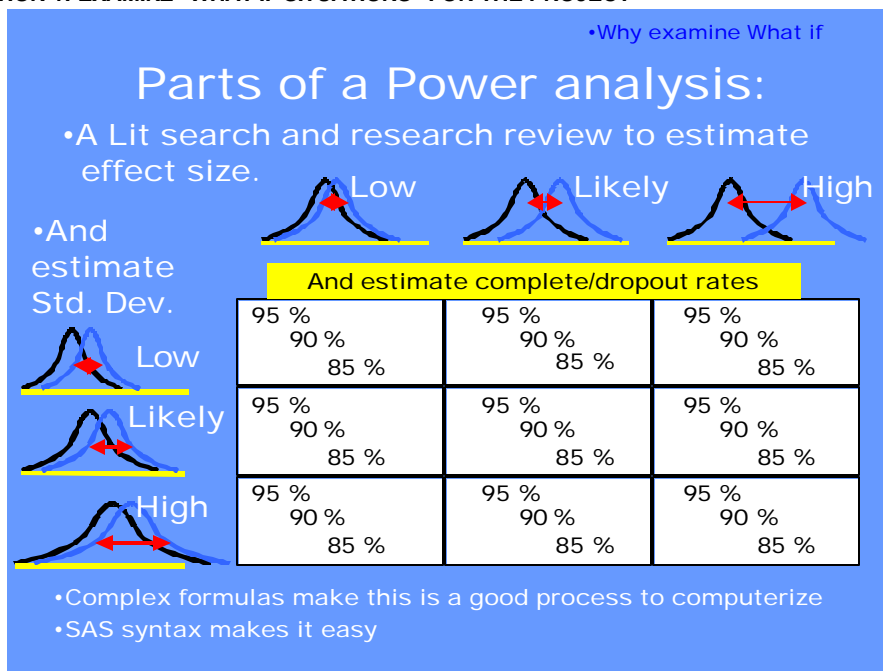 •Why examine What if
Parts of a Power analysis:
•A Lit search and research review to estimate
effect size.
Low Likely High
•And
estimate
Std. Dev.
And estimate complete/dropout rates
Low
95 % 95 % 95 %
90 % 90 % 90 %
85 % 85 % 85 %
Likely
95 % 95 % 95 %
90 % 90 % 90 %
85 % 85 % 85 %
High
95 % 95 % 95 %
90 % 90 % 90 %
85 % 85 % 85 %
•Complex formulas make this is a good process to computerize
•SAS syntax makes it easy